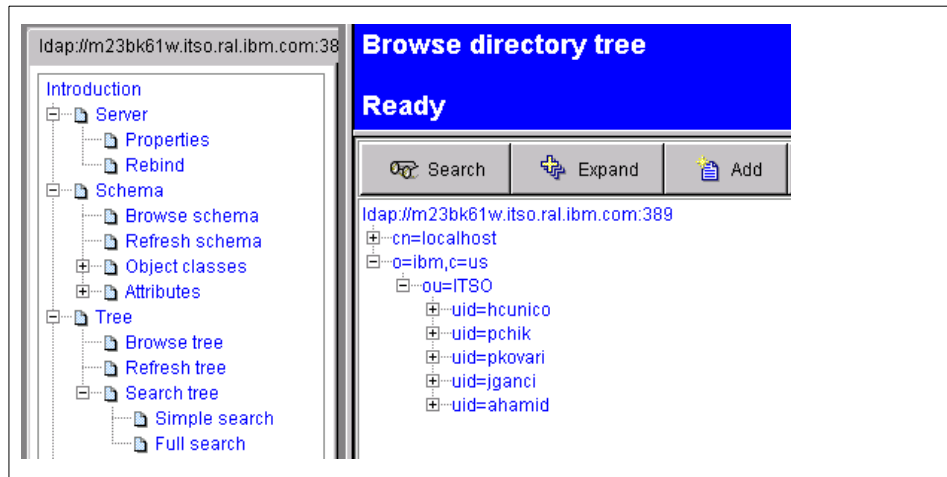 ldap://m23bk61w.itso.ral.ibm.com:38
Introduction
Server
Properties
Rebind
Schema
Browse schema
Refresh schema
Object classes
Attributes
Tree
Browse tree
Refresh tree
Search tree
Simple search
Full search
Browse directory tree
Ready
Search
Expand
Add
ldap://m23bk61w.itso.ral.ibm.com:389
cn=localhost
o=ibm,c=us
ou=ITSO
uid=hcunico
uid=pchik
uid=pkovari
uid=jganci
uid=ahamid